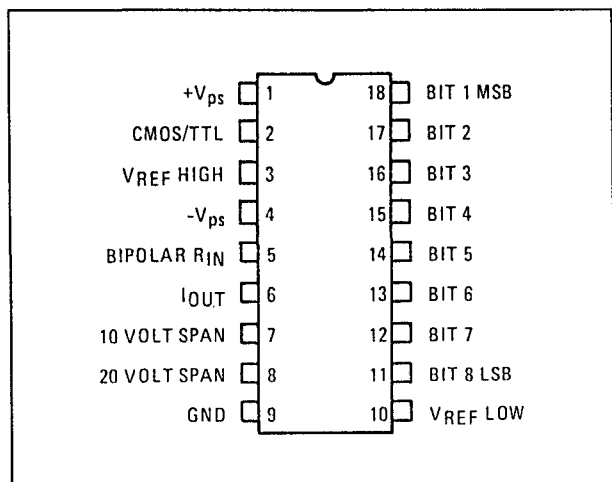 +Vps 1 18 BIT 1 MSB
CMOS/TTL 2 17 BIT 2
VREF HIGH 3 16 BIT 3
-Vps 4 15 BIT 4
BIPOLAR RIN 5 14 BIT 5
IOUT 6 13 BIT 6
10 VOLT SPAN 7 12 BIT 7
20 VOLT SPAN 8 11 BIT 8 LSB
GND 9 10 VREF LOW